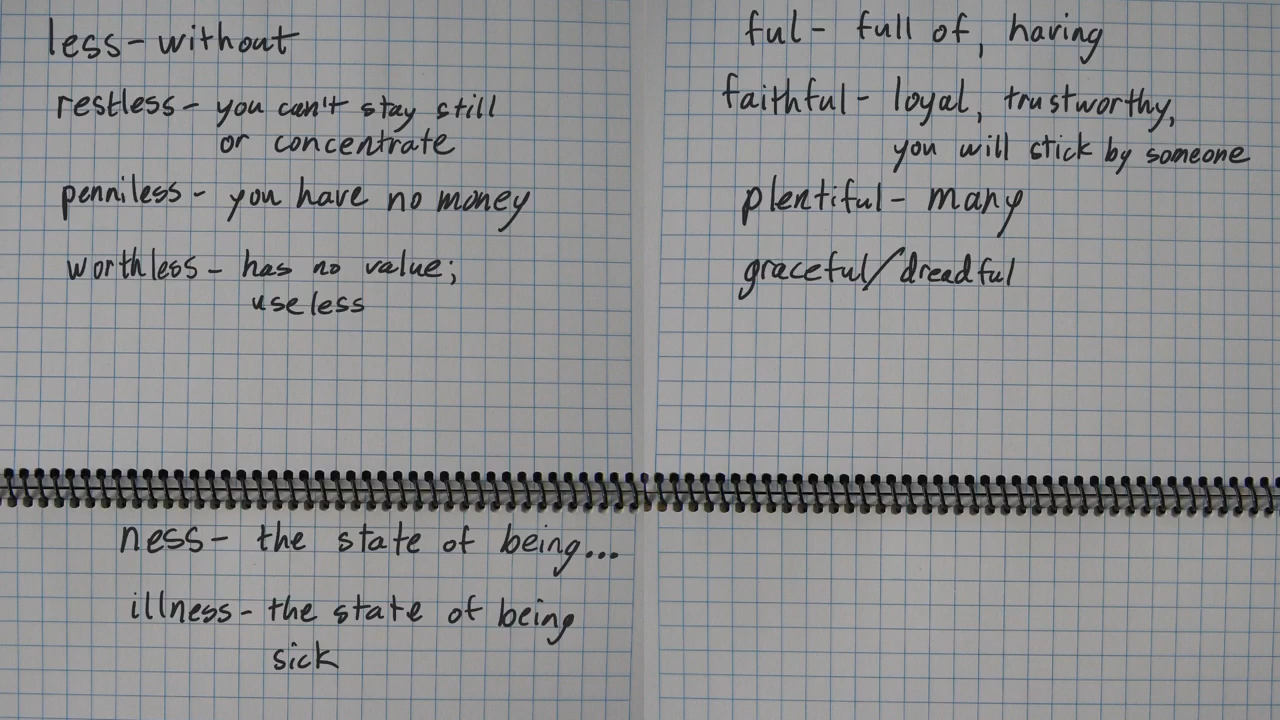 less - without
restless - you can't stay still
or concentrate
penniless - you have no money
worthless - has no value;
useless
ful - full of, having
faithful - loyal, trustworthy,
you will stick by someone
plentiful - many
graceful/dreadful
ness - the state of being...
illness - the state of being
sick